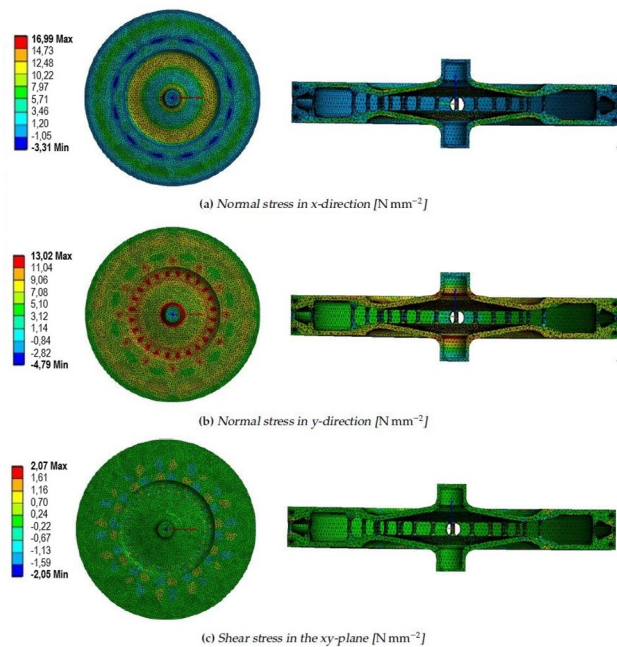 16,99 Max
14,73
12,48
10,22
7,97
5,71
3,46
1,20
-1,05
-3,31 Min
(a) Normal stress in x-direction [N mm−2]
13,02 Max
11,04
9,06
7,08
5,10
3,12
1,14
-0,84
-2,82
-4,79 Min
(b) Normal stress in y-direction [N mm−2]
2,07 Max
1,61
1,16
0,70
0,24
-0,22
-0,67
-1,13
-1,59
-2,05 Min
(c) Shear stress in the xy-plane [N mm−2]